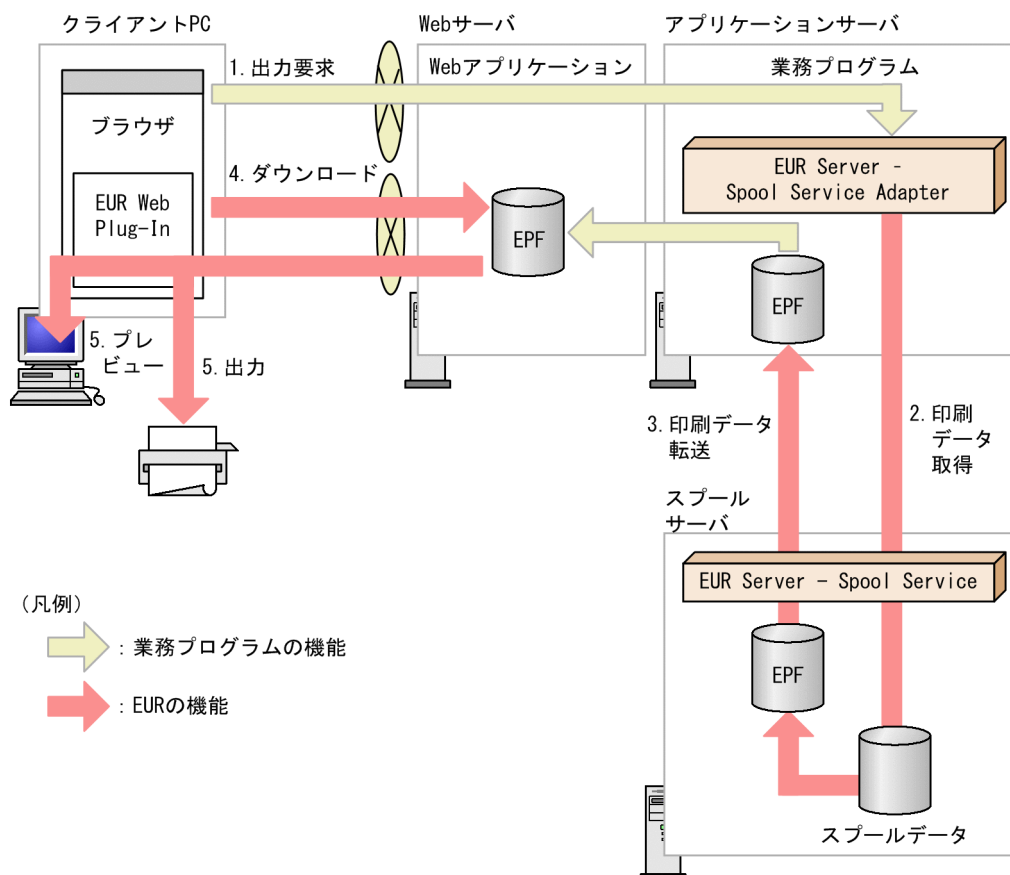 クライアントPC
Webサーバ
アプリケーションサーバ
1. 出力要求
Webアプリケーション
業務プログラム
ブラウザ
EUR Server -
Spool Service Adapter
4. ダウンロード
EUR Web
Plug-In
EPF
EPF
5. プレ
ビュー
5. 出力
3. 印刷データ
転送
2. 印刷
データ
取得
スプール
サーバ
EUR Server - Spool Service
(凡例)
: 業務プログラムの機能
EPF
: EURの機能
スプールデータ